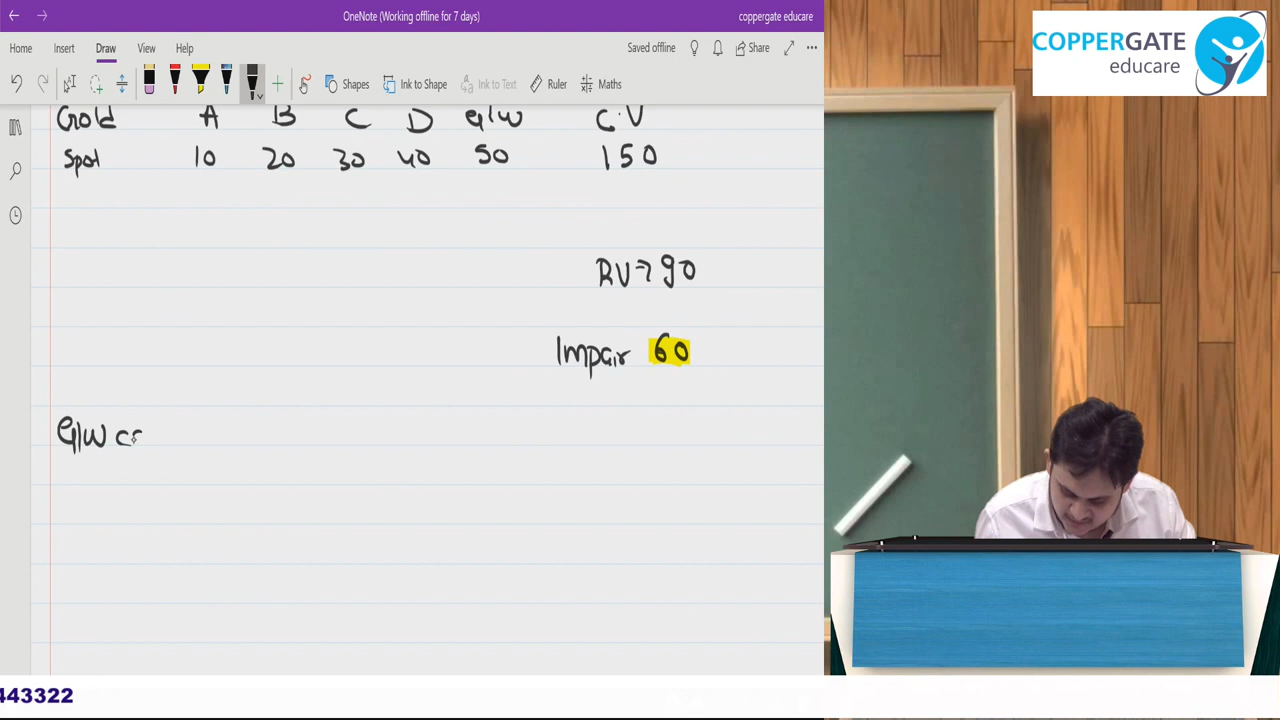 OneNote (Working offline for 7 days)
coppergate educare
Home Insert Draw View Help
Saved offline Share
Shapes Ink to Shape Ink to Text Ruler Maths
COPPERGATE
educare
Gold A B C D G/W C.V
Spot 10 20 30 40 50 150
RV → 90
Impair 60
G/W
443322